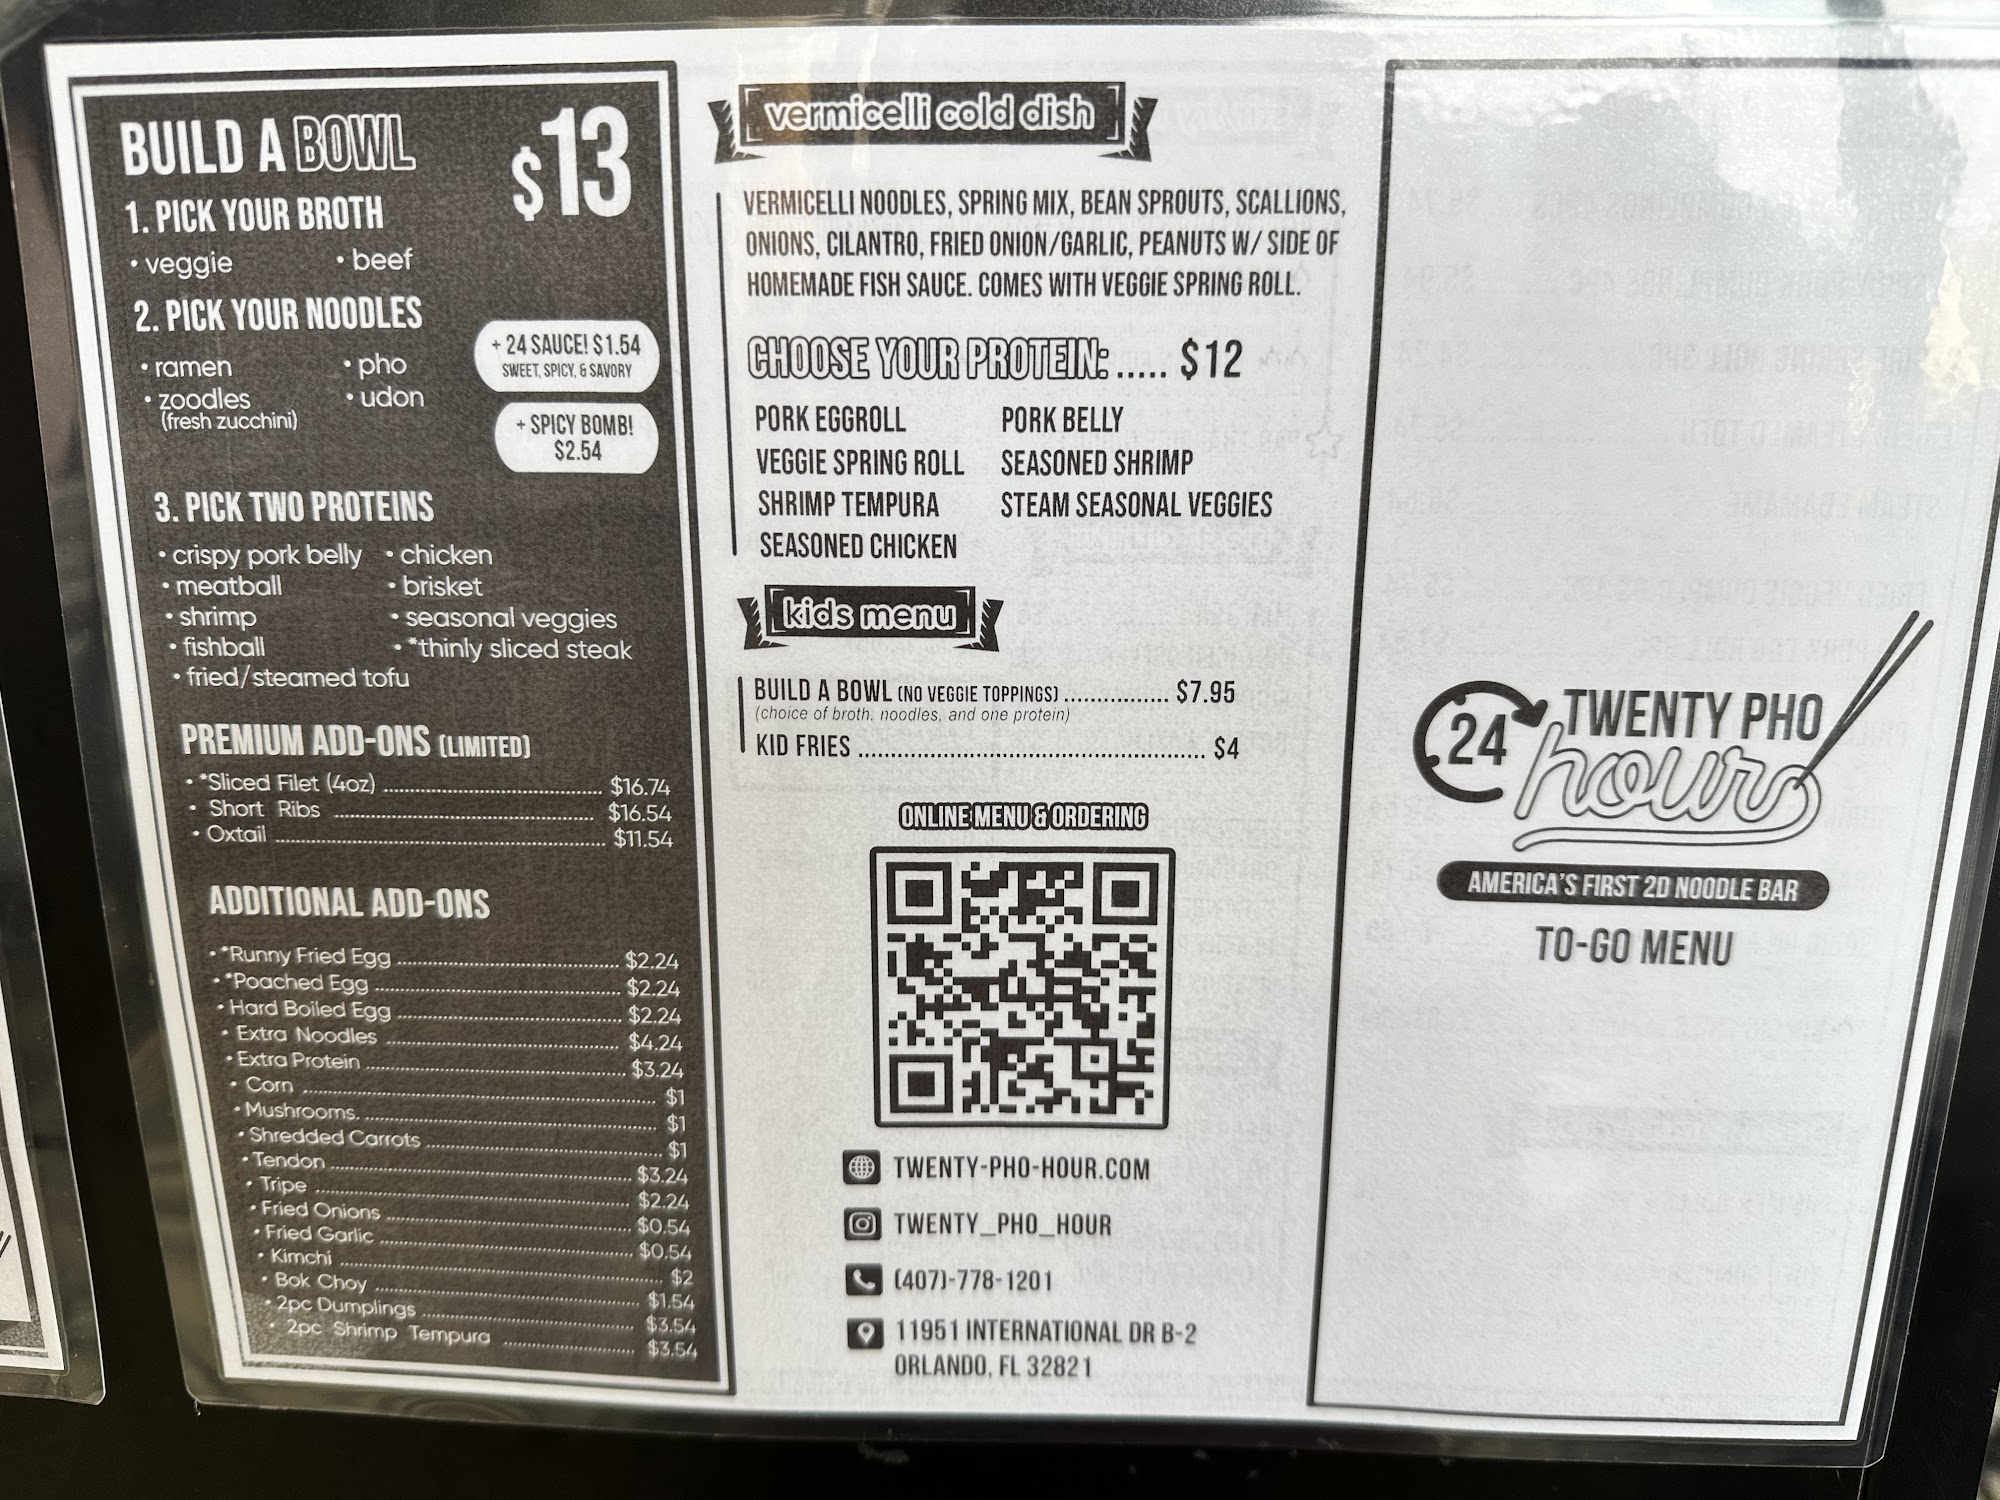 BUILD A BOWL $13
1. PICK YOUR BROTH
• veggie • beef
2. PICK YOUR NOODLES
• ramen • pho
• zoodles • udon
(fresh zucchini)
+ 24 SAUCE! $1.54
SWEET, SPICY, & SAVORY
+ SPICY BOMB!
$2.54
3. PICK TWO PROTEINS
• crispy pork belly • chicken
• meatball • brisket
• shrimp • seasonal veggies
• fishball • *thinly sliced steak
• fried/steamed tofu
PREMIUM ADD-ONS (LIMITED)
• *Sliced Filet (4oz) $16.74
• Short Ribs $16.54
• Oxtail $11.54
ADDITIONAL ADD-ONS
• *Runny Fried Egg $2.24
• *Poached Egg $2.24
• Hard Boiled Egg $2.24
• Extra Noodles $4.24
• Extra Protein $3.24
• Corn $1
• Mushrooms. $1
• Shredded Carrots $1
• Tendon $3.24
• Tripe $2.24
• Fried Onions $0.54
• Fried Garlic $0.54
• Kimchi $2
• Bok Choy $1.54
• 2pc Dumplings $3.54
• 2pc Shrimp Tempura $3.54
vermicelli cold dish
VERMICELLI NOODLES, SPRING MIX, BEAN SPROUTS, SCALLIONS,
ONIONS, CILANTRO, FRIED ONION/GARLIC, PEANUTS W/ SIDE OF
HOMEMADE FISH SAUCE. COMES WITH VEGGIE SPRING ROLL.
CHOOSE YOUR PROTEIN: ..... $12
PORK EGGROLL PORK BELLY
VEGGIE SPRING ROLL SEASONED SHRIMP
SHRIMP TEMPURA STEAM SEASONAL VEGGIES
SEASONED CHICKEN
kids menu
BUILD A BOWL (NO VEGGIE TOPPINGS) ................ $7.95
(choice of broth, noodles, and one protein)
KID FRIES $4
ONLINE MENU & ORDERING
TWENTY-PHO-HOUR.COM
TWENTY_PHO_HOUR
(407)-778-1201
11951 INTERNATIONAL DR B-2
ORLANDO, FL 32821
24 TWENTY PHO
hour
AMERICA'S FIRST 2D NOODLE BAR
TO-GO MENU